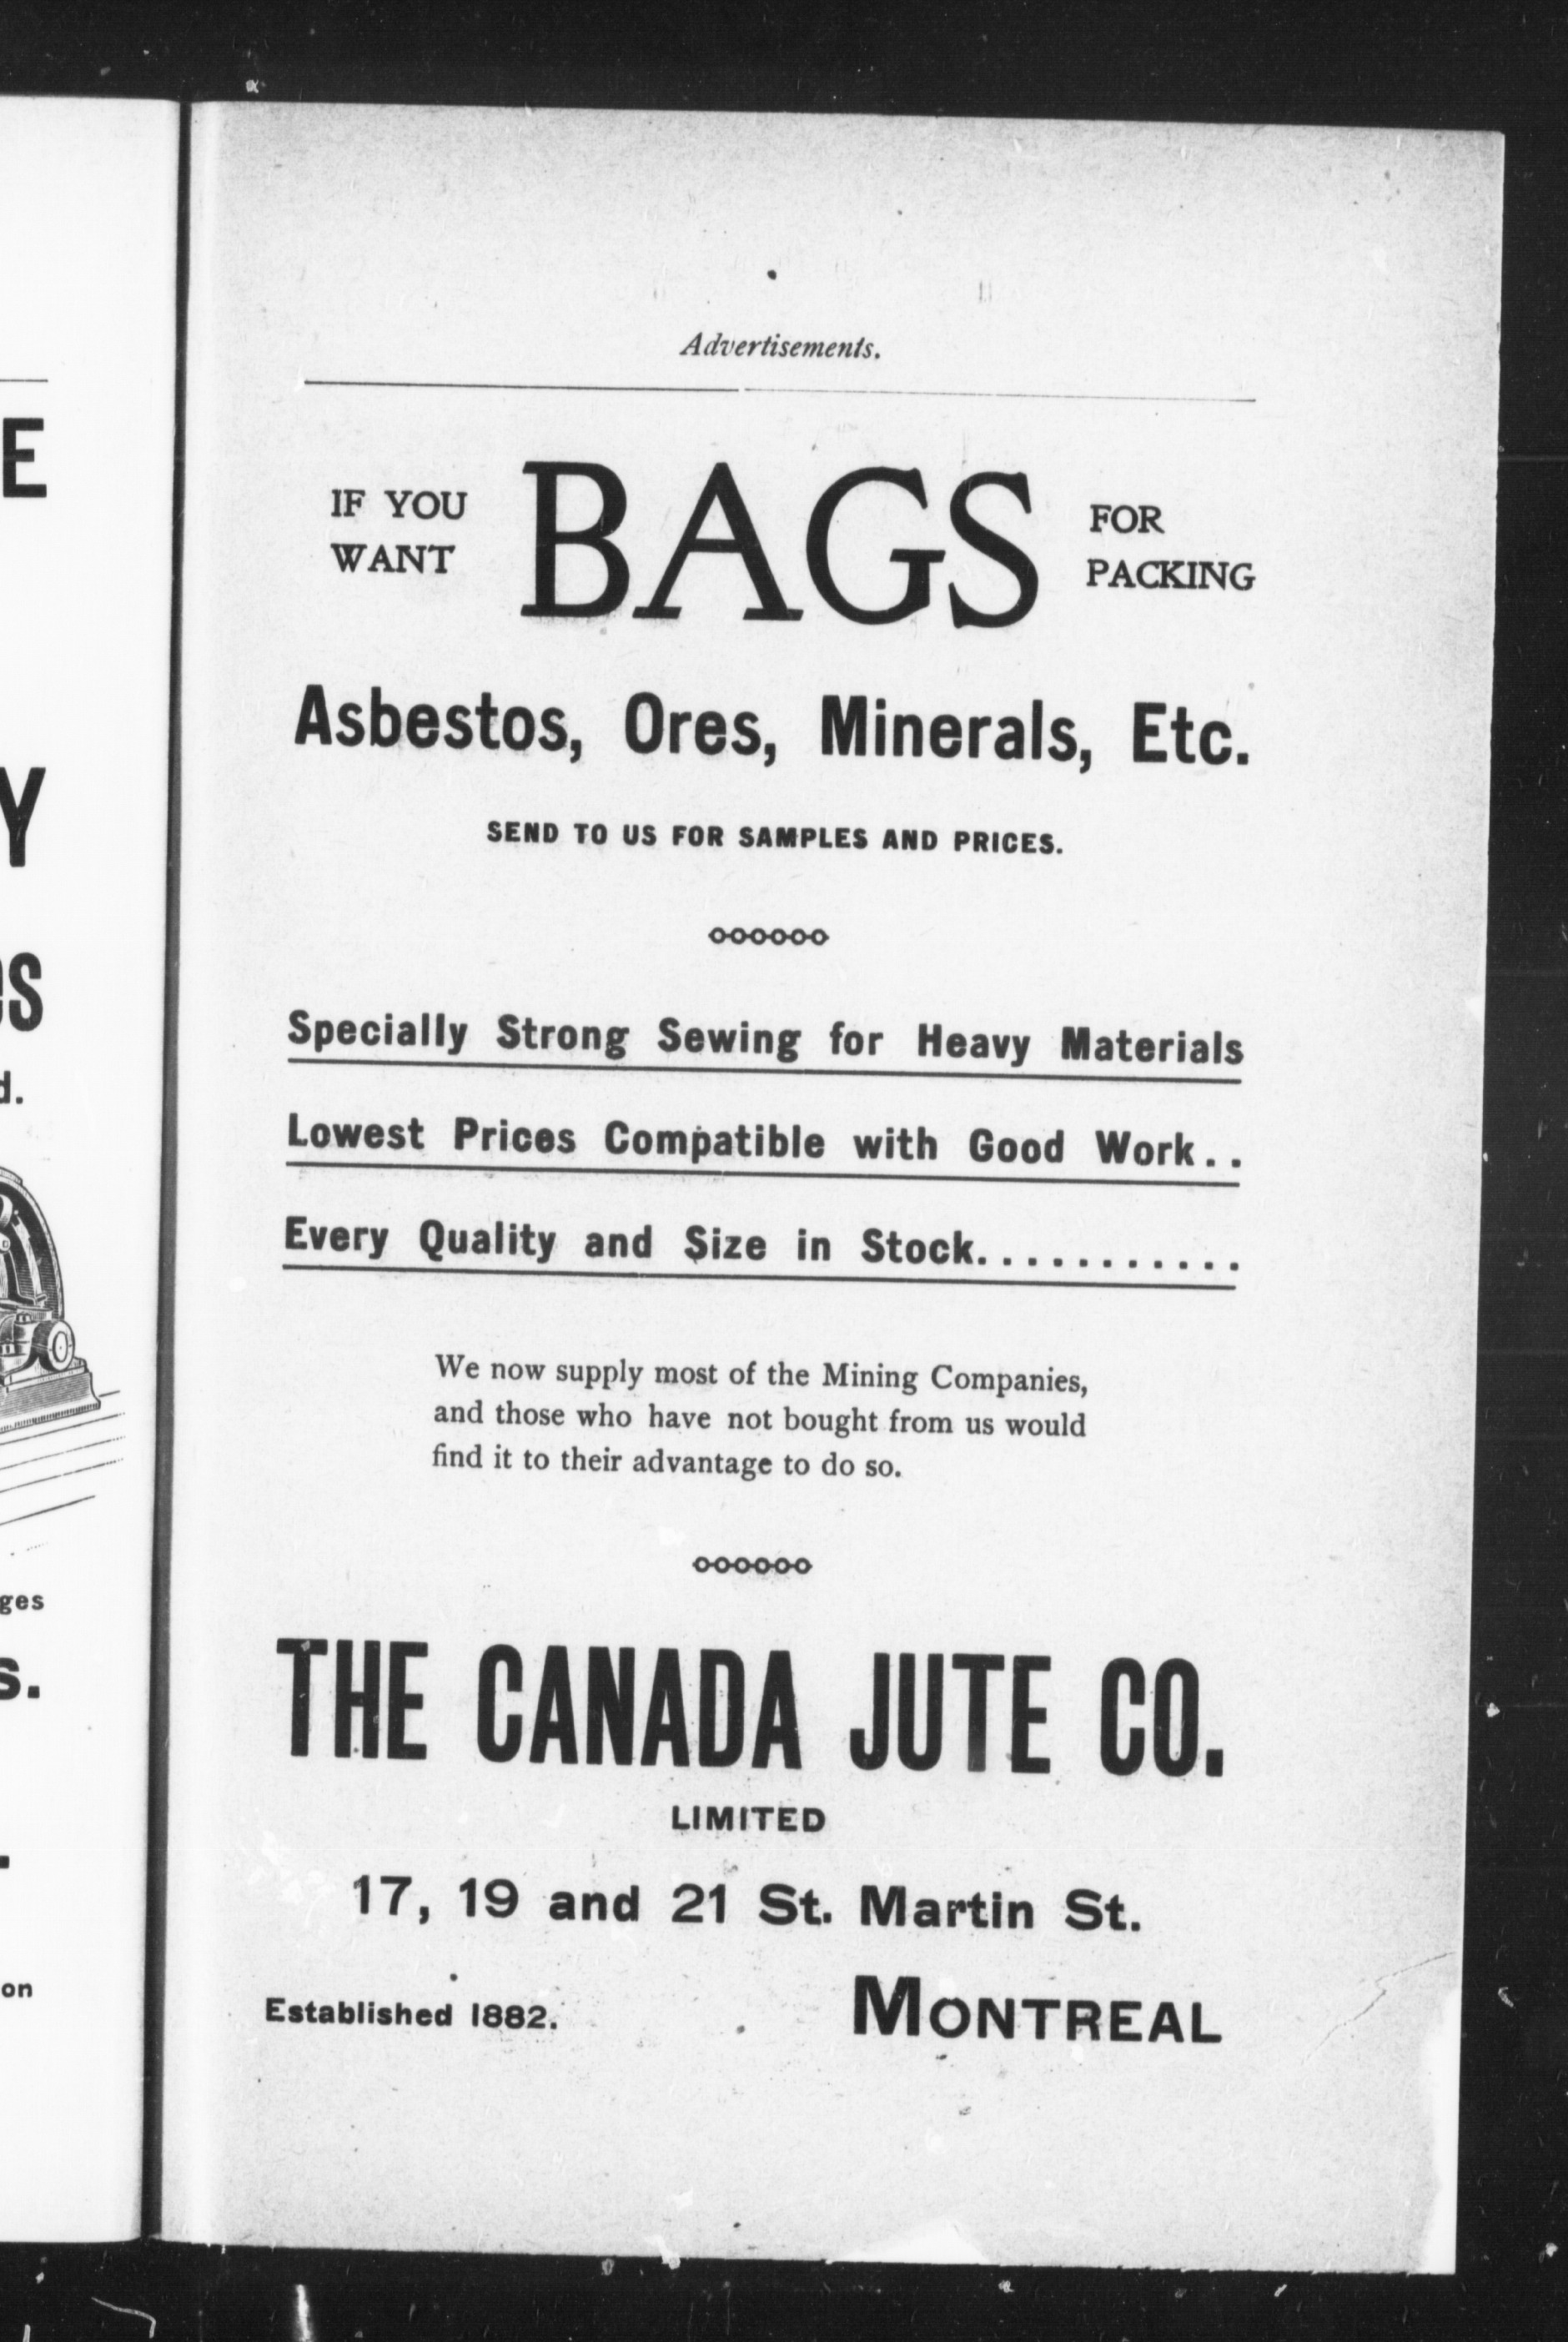 Advertisements.
IF YOU WANT BAGS FOR PACKING
Asbestos, Ores, Minerals, Etc.
SEND TO US FOR SAMPLES AND PRICES.
Specially Strong Sewing for Heavy Materials
Lowest Prices Compatible with Good Work..
Every Quality and Size in Stock............
We now supply most of the Mining Companies,
and those who have not bought from us would
find it to their advantage to do so.
THE CANADA JUTE CO.
LIMITED
17, 19 and 21 St. Martin St.
Established 1882. MONTREAL